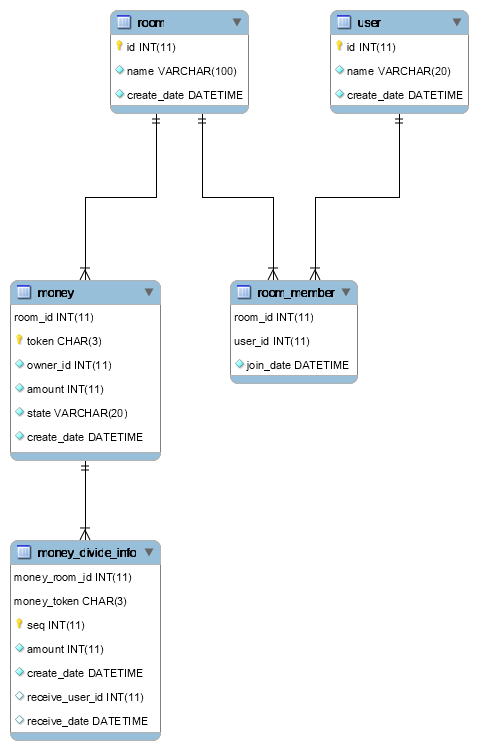 room
id INT(11)
name VARCHAR(100)
create_date DATETIME
user
id INT(11)
name VARCHAR(20)
create_date DATETIME
money
room_id INT(11)
token CHAR(3)
owner_id INT(11)
amount INT(11)
state VARCHAR(20)
create_date DATETIME
room_member
room_id INT(11)
user_id INT(11)
join_date DATETIME
money_divide_info
money_room_id INT(11)
money_token CHAR(3)
seq INT(11)
amount INT(11)
create_date DATETIME
receive_user_id INT(11)
receive_date DATETIME